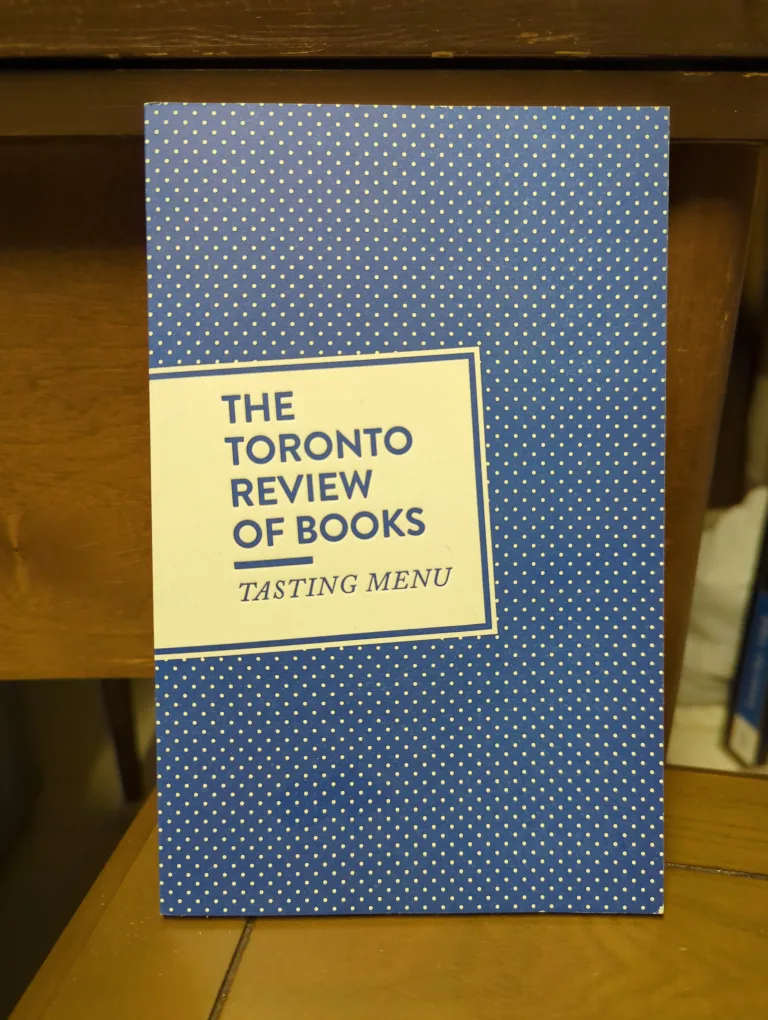 THE
TORONTO
REVIEW
OF BOOKS
TASTING MENU